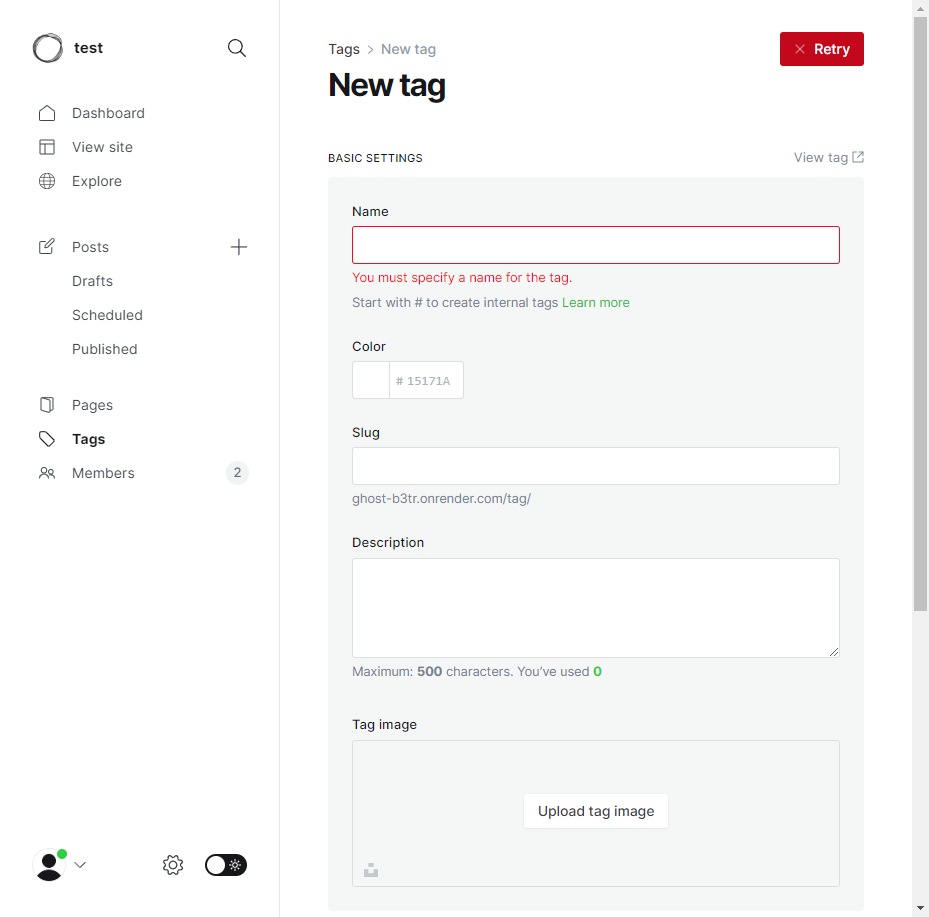 test
Dashboard
View site
Explore
Posts
Drafts
Scheduled
Published
Pages
Tags
Members
2
Tags > New tag
Retry
New tag
BASIC SETTINGS
View tag
Name
You must specify a name for the tag.
Start with # to create internal tags Learn more
Color
# 15171A
Slug
ghost-b3tr.onrender.com/tag/
Description
Maximum: 500 characters. You’ve used 0
Tag image
Upload tag image